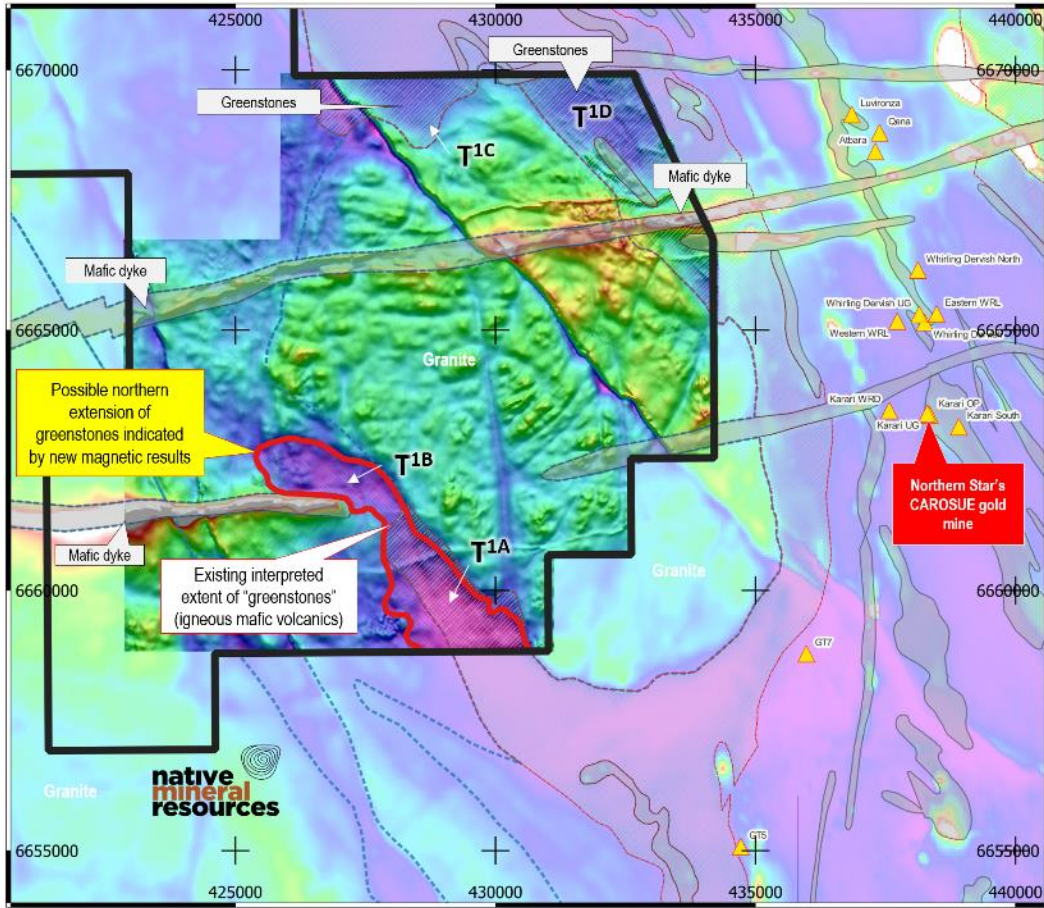 425000
430000
435000
440000
6670000
6670000
Greenstones
Greenstones
T1D
T1C
Luvironza
Qena
Atbara
Mafic dyke
Mafic dyke
Whirling Dervish North
Whirling Dervish UG
Eastern WRL
6665000
6665000
Western WRL
Whirling Dervish
Granite
Possible northern
extension of
greenstones indicated
by new magnetic results
Karari WRD
Karari OP
Karari UG
Karari South
T1B
Northern Star's
CAROSUE gold
mine
Mafic dyke
T1A
Existing interpreted
extent of "greenstones"
(igneous mafic volcanics)
Granite
6660000
6660000
GT7
native
mineral
resources
Granite
GT5
6655000
6655000
425000
430000
435000
440000